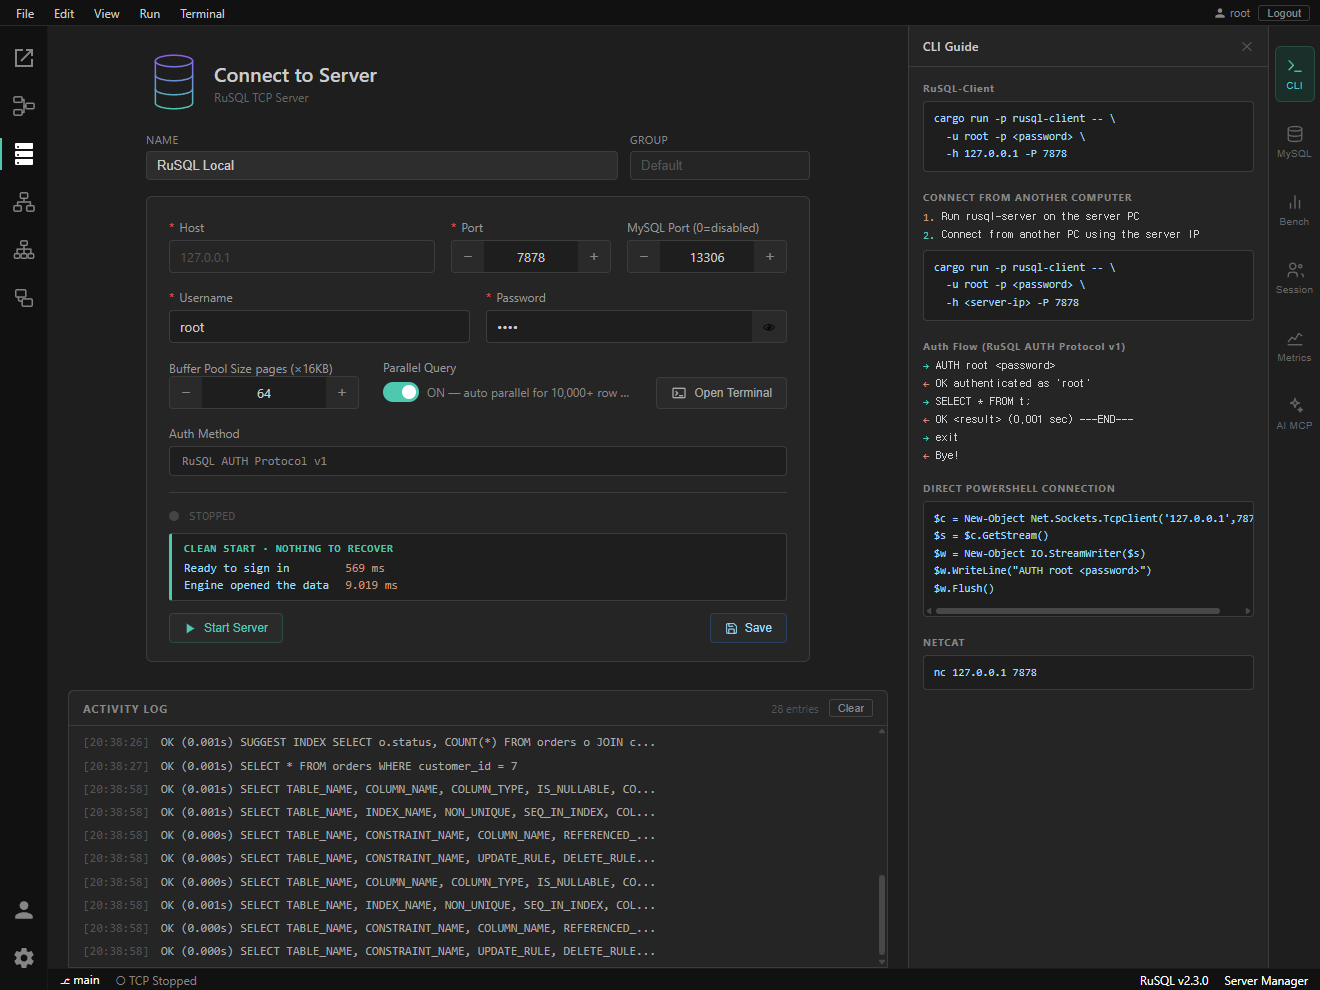 File Edit View Run Terminal
root Logout
Connect to Server
RuSQL TCP Server
NAME
RuSQL Local
GROUP
Default
* Host
127.0.0.1
* Port
− 7878 +
MySQL Port (0=disabled)
− 13306 +
* Username
root
* Password
••••
Buffer Pool Size pages (×16KB)
− 64 +
Parallel Query
ON — auto parallel for 10,000+ row ...
Open Terminal
Auth Method
RuSQL AUTH Protocol v1
STOPPED
CLEAN START · NOTHING TO RECOVER
Ready to sign in 569 ms
Engine opened the data 9.019 ms
Start Server
Save
ACTIVITY LOG
28 entries Clear
[20:38:26] OK (0.001s) SUGGEST INDEX SELECT o.status, COUNT(*) FROM orders o JOIN c...
[20:38:27] OK (0.001s) SELECT * FROM orders WHERE customer_id = 7
[20:38:58] OK (0.001s) SELECT TABLE_NAME, COLUMN_NAME, COLUMN_TYPE, IS_NULLABLE, CO...
[20:38:58] OK (0.001s) SELECT TABLE_NAME, INDEX_NAME, NON_UNIQUE, SEQ_IN_INDEX, COL...
[20:38:58] OK (0.000s) SELECT TABLE_NAME, CONSTRAINT_NAME, COLUMN_NAME, REFERENCED_...
[20:38:58] OK (0.000s) SELECT TABLE_NAME, CONSTRAINT_NAME, UPDATE_RULE, DELETE_RULE...
[20:38:58] OK (0.000s) SELECT TABLE_NAME, COLUMN_NAME, COLUMN_TYPE, IS_NULLABLE, CO...
[20:38:58] OK (0.001s) SELECT TABLE_NAME, INDEX_NAME, NON_UNIQUE, SEQ_IN_INDEX, COL...
[20:38:58] OK (0.000s) SELECT TABLE_NAME, CONSTRAINT_NAME, COLUMN_NAME, REFERENCED_...
[20:38:58] OK (0.000s) SELECT TABLE_NAME, CONSTRAINT_NAME, UPDATE_RULE, DELETE_RULE...
CLI Guide
RuSQL-Client
cargo run -p rusql-client -- \
-u root -p <password> \
-h 127.0.0.1 -P 7878
CONNECT FROM ANOTHER COMPUTER
1. Run rusql-server on the server PC
2. Connect from another PC using the server IP
cargo run -p rusql-client -- \
-u root -p <password> \
-h <server-ip> -P 7878
Auth Flow (RuSQL AUTH Protocol v1)
→ AUTH root <password>
← OK authenticated as 'root'
→ SELECT * FROM t;
← OK <result> (0.001 sec) ---END---
→ exit
← Bye!
DIRECT POWERSHELL CONNECTION
$c = New-Object Net.Sockets.TcpClient('127.0.0.1',787
$s = $c.GetStream()
$w = New-Object IO.StreamWriter($s)
$w.WriteLine("AUTH root <password>")
$w.Flush()
NETCAT
nc 127.0.0.1 7878
CLI
MySQL
Bench
Session
Metrics
AI MCP
main TCP Stopped
RuSQL v2.3.0 Server Manager